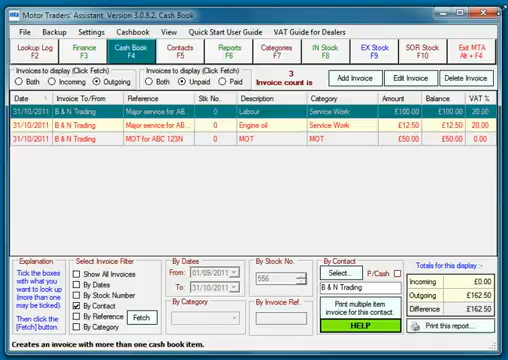 Motor Traders' Assistant, Version 3.0.8.2, Cash Book
File Backup Settings Cashbook View Quick Start User Guide VAT Guide for Dealers
Lookup Log Finance Cash Book Contacts Reports Categories IN Stock EX Stock SOR Stock Exit MTA
F2 F3 F4 F5 F6 F7 F8 F9 F10 Alt + F4
Invoices to display (Click Fetch) Invoices to display (Click Fetch) 3
Both Incoming Outgoing Both Unpaid Paid Invoice count is Add Invoice Edit Invoice Delete Invoice
Date Invoice To/From Reference Stk No. Description Category Amount Balance VAT %
31/10/2011 B & N Trading Major service for AB... 0 Labour Service Work £100.00 £100.00 20.00
31/10/2011 B & N Trading Major service for AB... 0 Engine oil Service Work £12.50 £12.50 20.00
31/10/2011 B & N Trading MOT for ABC 123N 0 MOT MOT £50.00 £50.00 0.00
Explanation
Tick the boxes
with what you
want to look up
(more than one
may be ticked).
Then click the
[Fetch] button.
Select Invoice Filter
Show All Invoices
By Dates
By Stock Number
By Contact
By Reference
By Category
Fetch
By Dates
From: 01/09/2011
To: 31/10/2011
By Category
By Stock No.
556
By Invoice Ref.
By Contact
Select... P/Cash
B & N Trading
Print multiple item
invoice for this contact.
HELP
Totals for this display :-
Incoming £0.00
Outgoing £162.50
Difference £162.50
Print this report...
Creates an invoice with more than one cash book item.